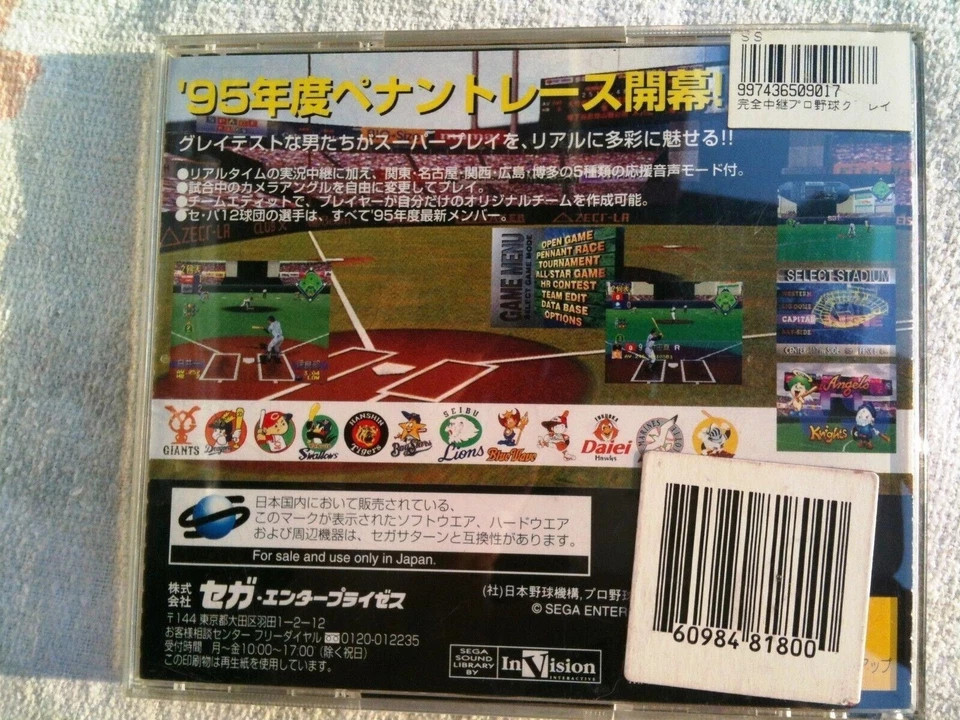 SS
997436509017
完全中継プロ野球グレイ
'95年度ペナントレース開幕!
グレイテストな男たちがスーパープレイを、リアルに多彩に魅せる!!
●リアルタイムの実況中継に加え、関東・名古屋・関西・広島・博多の5種類の応援音声モード付。
●試合中のカメラアングルを自由に変更してプレイ。
●チームエディットで、プレイヤーが自分だけのオリジナルチームを作成可能。
●セ・パ12球団の選手は、すべて'95年度最新メンバー。
GAME MENU
SELECT GAME MODE
OPEN GAME
PENNANT RACE
TOURNAMENT
ALL-STAR GAME
HR CONTEST
TEAM EDIT
DATA BASE
OPTIONS
SELECT STADIUM
WESTERN
CAPITAL
Angels
Knights
GIANTS
Dragons
Swallows
HANSHIN
Tigers
BayStars
SEIBU
Lions
BlueWave
FUKUOKA
Daiei
Hawks
MARINES
日本国内において販売されている、
このマークが表示されたソフトウエア、ハードウエア
および周辺機器は、セガサターンと互換性があります。
For sale and use only in Japan.
株式会社 セガ・エンタープライゼス
〒144 東京都大田区羽田1-2-12
お客様相談センター フリーダイヤル 0120-012235
受付時間 月〜金10:00〜17:00（除く祝日）
この印刷物は再生紙を使用しています。
(社)日本野球機構, プロ野
© SEGA ENTER
SEGA SOUND LIBRARY BY
InVision
INTERACTIVE
60984 81800
ップ